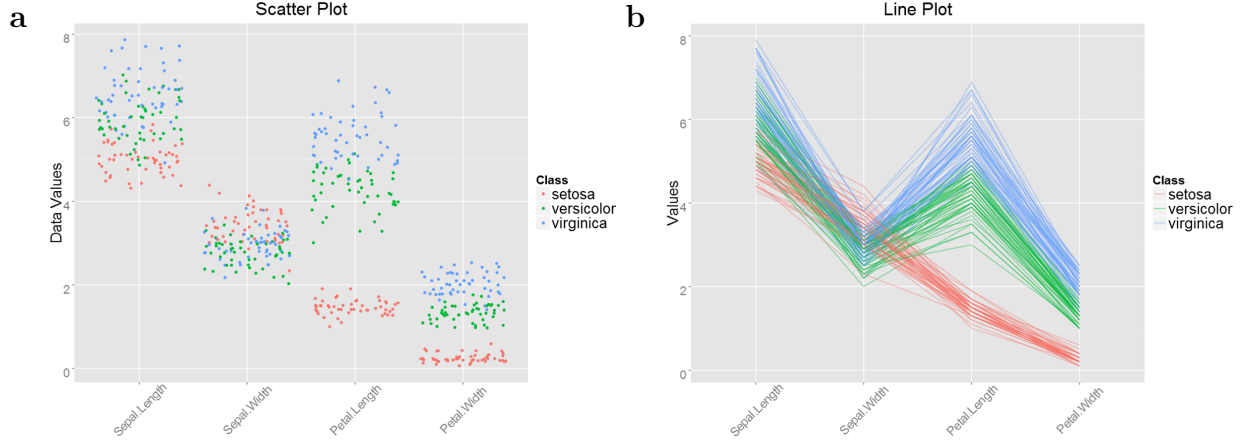 a
Scatter Plot
Data Values
8
6
4
2
0
Sepal.Length
Sepal.Width
Petal.Length
Petal.Width
Class
setosa
versicolor
virginica
b
Line Plot
Values
8
6
4
2
0
Sepal.Length
Sepal.Width
Petal.Length
Petal.Width
Class
setosa
versicolor
virginica